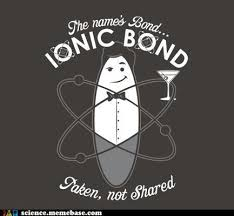 The name's Bond...
IONIC BOND
Taken, not Shared
science.memebase.com